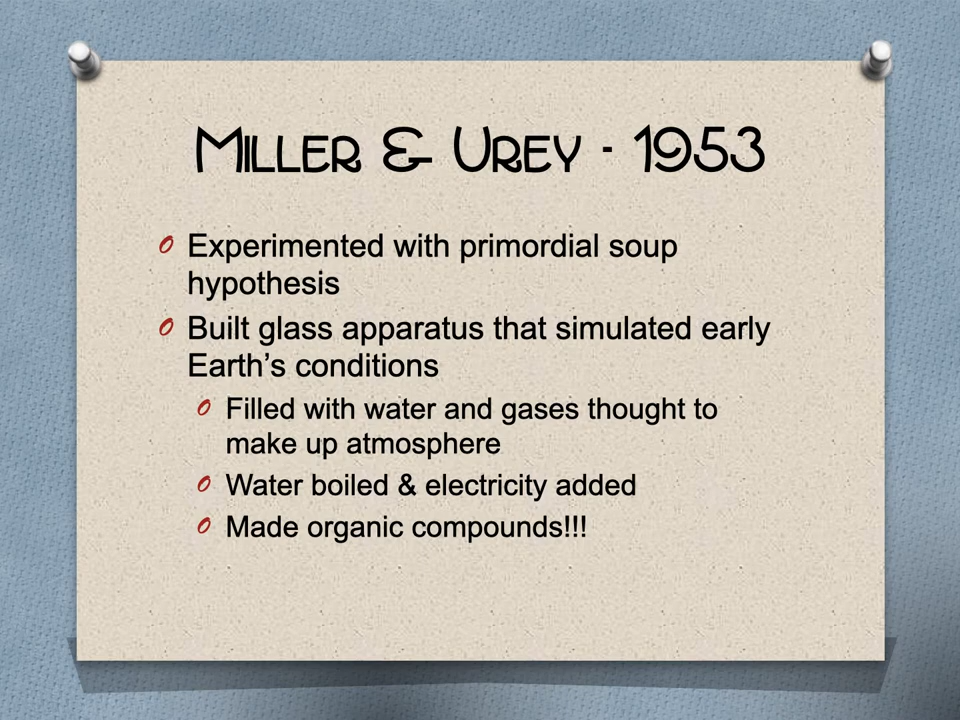 Miller & Urey - 1953
Experimented with primordial soup
hypothesis
Built glass apparatus that simulated early
Earth’s conditions
Filled with water and gases thought to
make up atmosphere
Water boiled & electricity added
Made organic compounds!!!